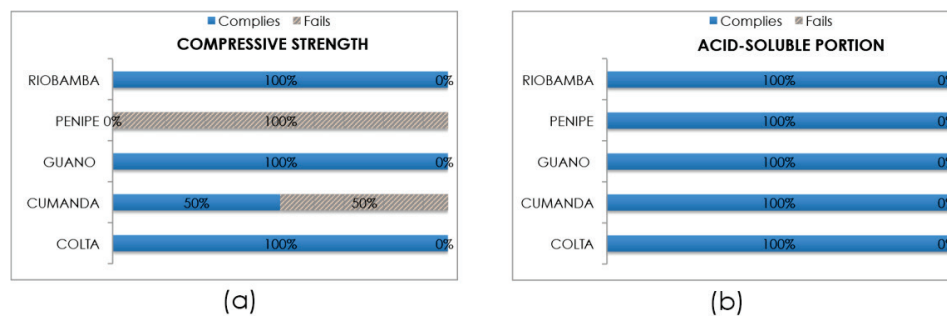 Complies Fails
COMPRESSIVE STRENGTH
RIOBAMBA 100% 0%
PENIPE 0% 100%
GUANO 100% 0%
CUMANDA 50% 50%
COLTA 100% 0%
(a)
Complies Fails
ACID-SOLUBLE PORTION
RIOBAMBA 100%
PENIPE 100%
GUANO 100%
CUMANDA 100%
COLTA 100%
(b)